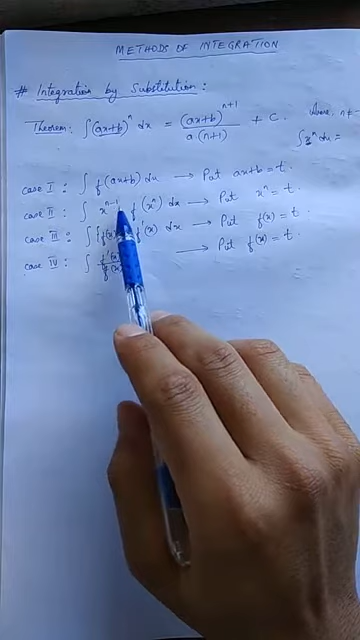 METHODS OF INTEGRATION
# Integration by Substitution:
Theorem: ∫(ax+b)^n dx = (ax+b)^(n+1) / a(n+1) + c. where, n ≠
∫x^n dx =
case I : ∫ f(ax+b) dx → Put ax+b = t.
case II : ∫ x^(n-1) f(x^n) dx → Put x^n = t.
case III : ∫ {f(x) f'(x) dx → Put f(x) = t.
case IV : ∫ f'(x) / f(x) → Put f(x) = t.